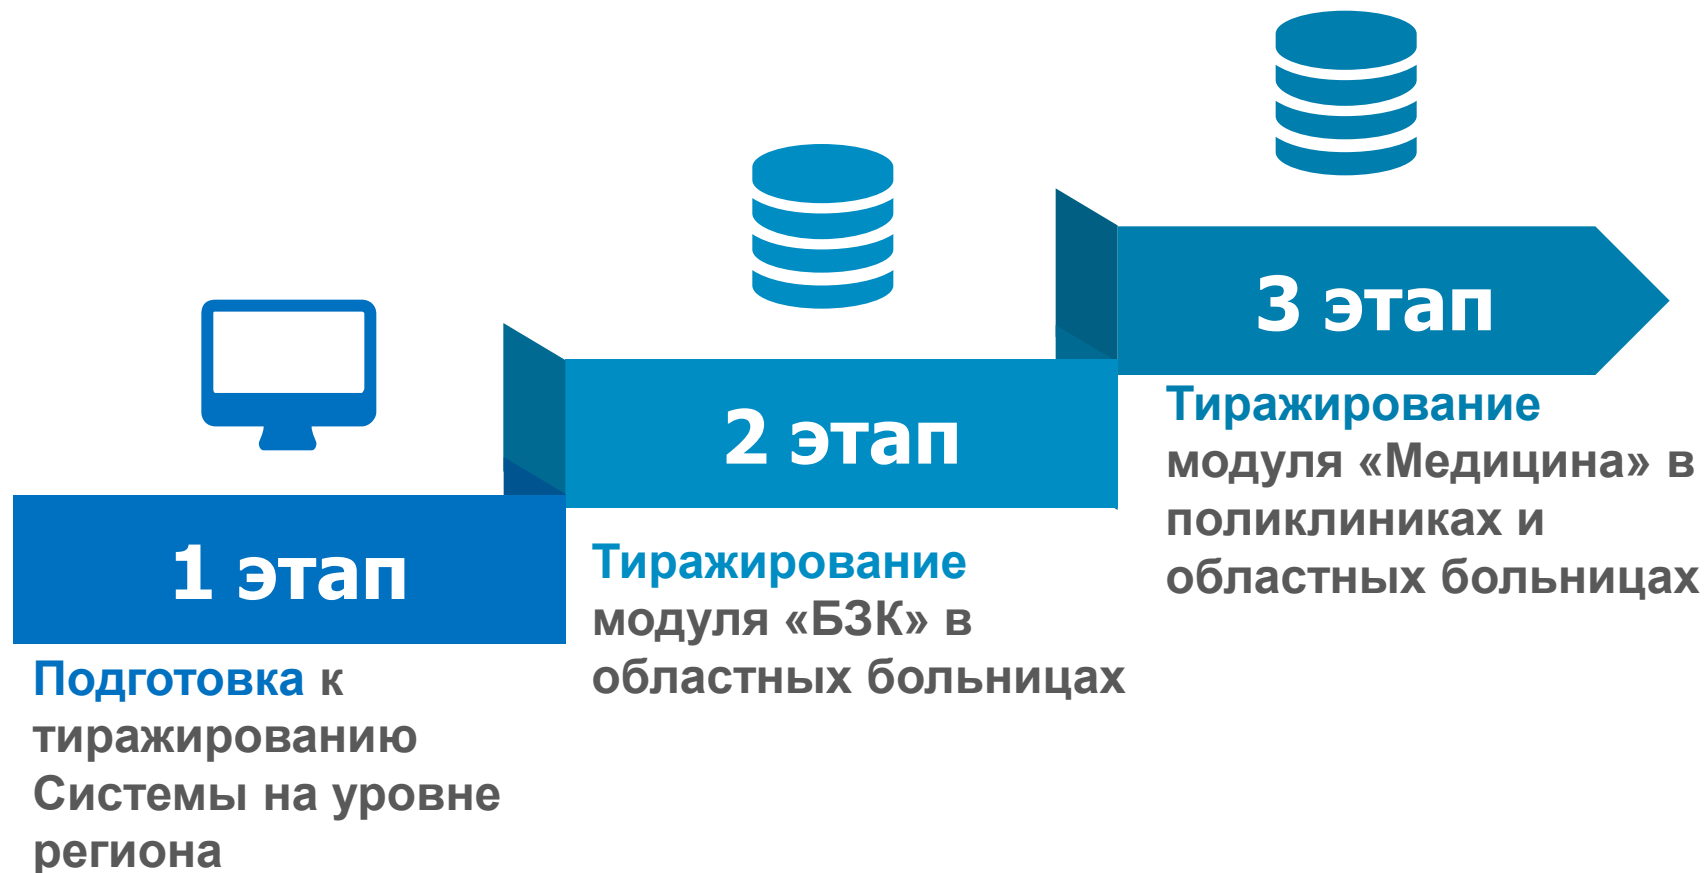 1 этап
Подготовка к
тиражированию
Системы на уровне
региона
2 этап
Тиражирование
модуля «БЗК» в
областных больницах
3 этап
Тиражирование
модуля «Медицина» в
поликлиниках и
областных больницах